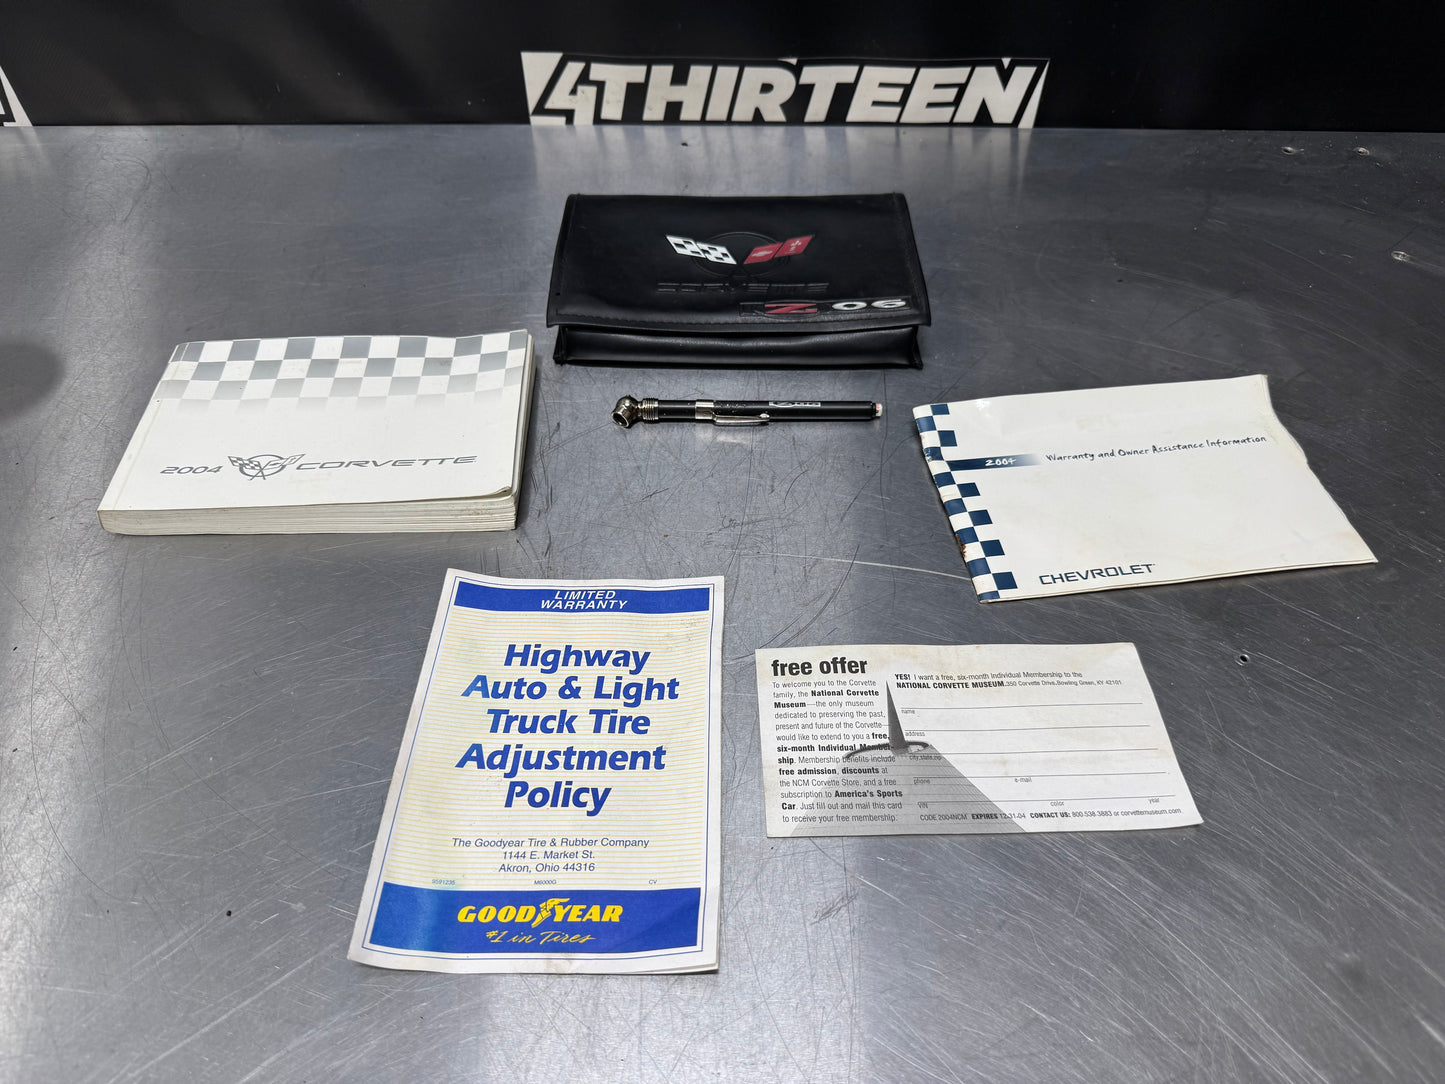 4THIRTEEN
CORVETTE
Z06
2004 CORVETTE
2004 Warranty and Owner Assistance Information
CHEVROLET
LIMITED
WARRANTY
Highway
Auto & Light
Truck Tire
Adjustment
Policy
The Goodyear Tire & Rubber Company
1144 E. Market St.
Akron, Ohio 44316
9591235 M6000G CV
GOODYEAR
#1 in Tires
free offer
To welcome you to the Corvette
family, the National Corvette
Museum—the only museum
dedicated to preserving the past,
present and future of the Corvette—
would like to extend to you a free,
six-month Individual Member-
ship. Membership benefits include
free admission, discounts at
the NCM Corvette Store, and a free
subscription to America's Sports
Car. Just fill out and mail this card
to receive your free membership.
YES! I want a free, six-month Individual Membership to the
NATIONAL CORVETTE MUSEUM. 350 Corvette Drive, Bowling Green, KY 42101
name
address
city, state, zip
phone e-mail
VIN color year
CODE 2004NCM EXPIRES 12-31-04 CONTACT US: 800.538.3883 or corvettemuseum.com